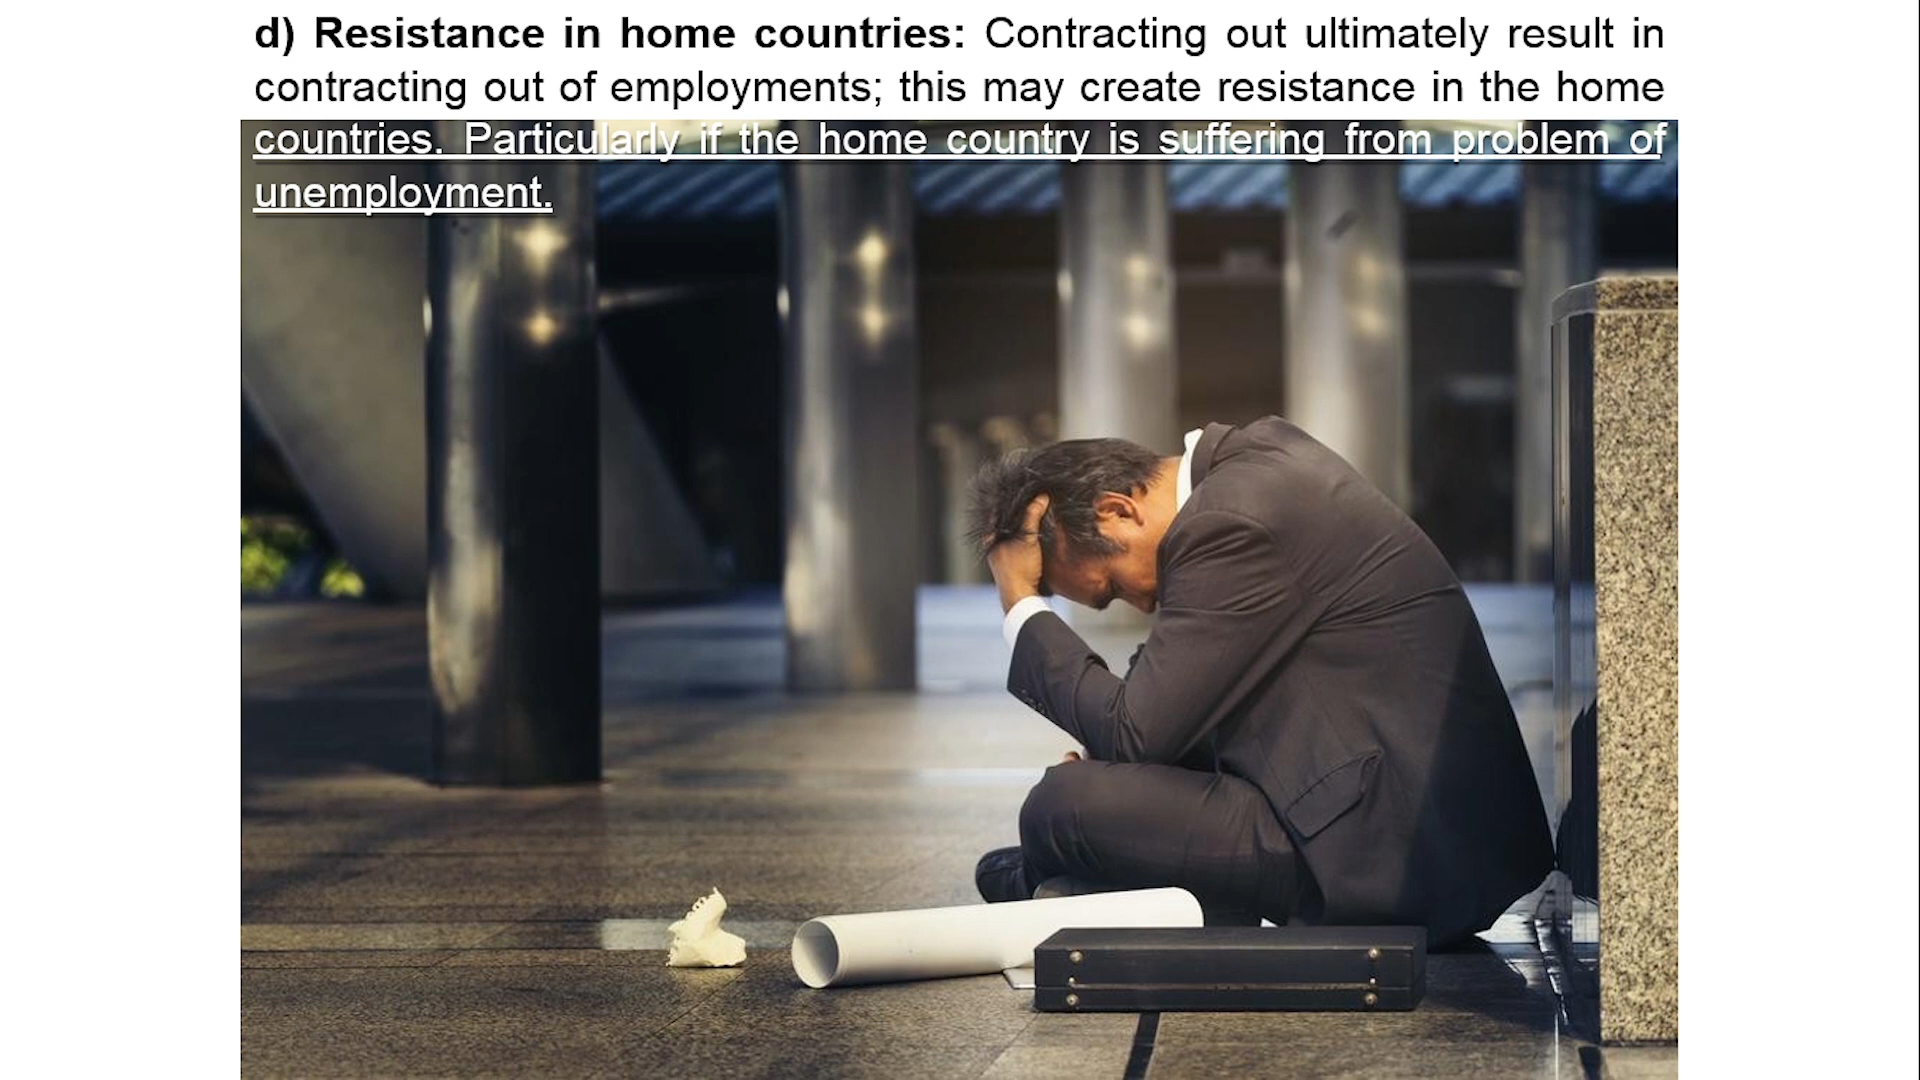 d) Resistance in home countries: Contracting out ultimately result in
contracting out of employments; this may create resistance in the home
countries. Particularly if the home country is suffering from problem of
unemployment.